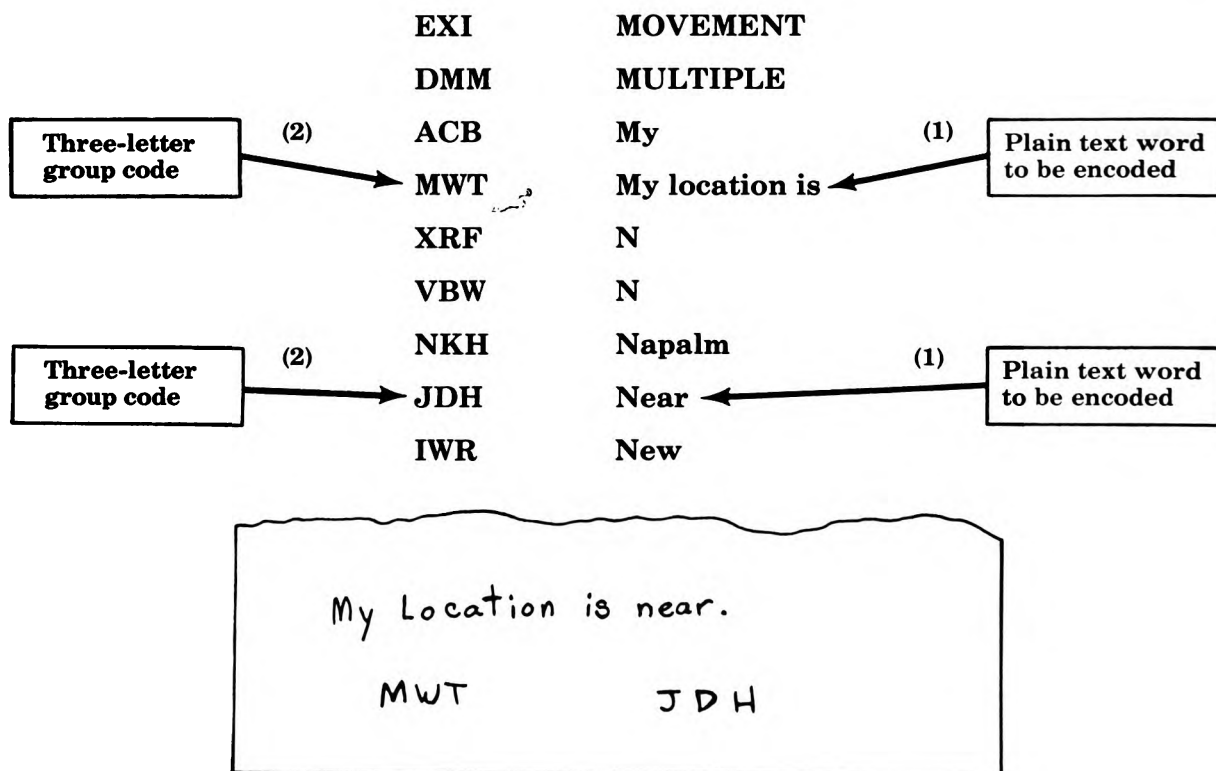 EXI MOVEMENT
DMM MULTIPLE
Three-letter
group code
(2)
ACB My
(1)
Plain text word
to be encoded
MWT My location is
XRF N
VBW N
NKH Napalm
Three-letter
group code
(2)
JDH Near
(1)
Plain text word
to be encoded
IWR New
My Location is near.
MWT JDH